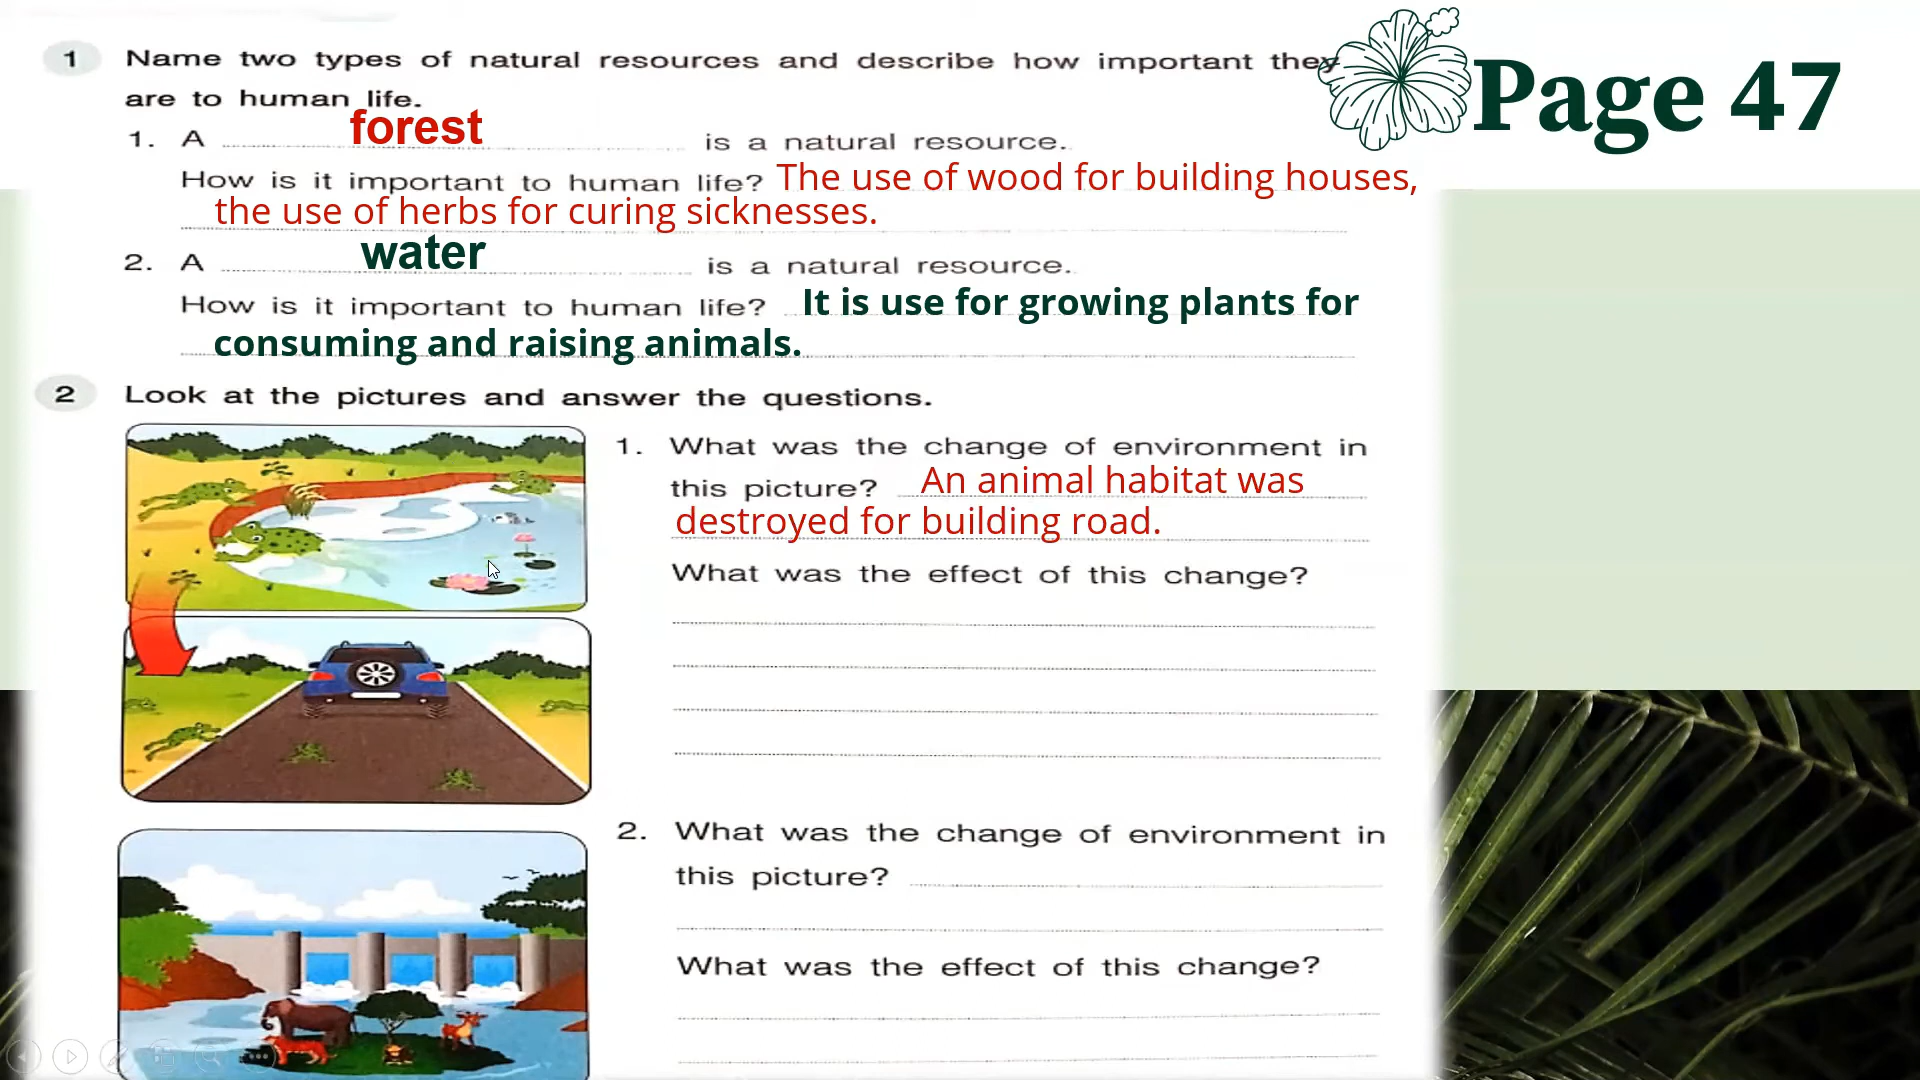 Page 47
1 Name two types of natural resources and describe how important they
are to human life.
1. A forest is a natural resource.
How is it important to human life? The use of wood for building houses,
the use of herbs for curing sicknesses.
2. A water is a natural resource.
How is it important to human life? It is use for growing plants for
consuming and raising animals.
2 Look at the pictures and answer the questions.
1. What was the change of environment in
this picture? An animal habitat was
destroyed for building road.
What was the effect of this change?
2. What was the change of environment in
this picture?
What was the effect of this change?